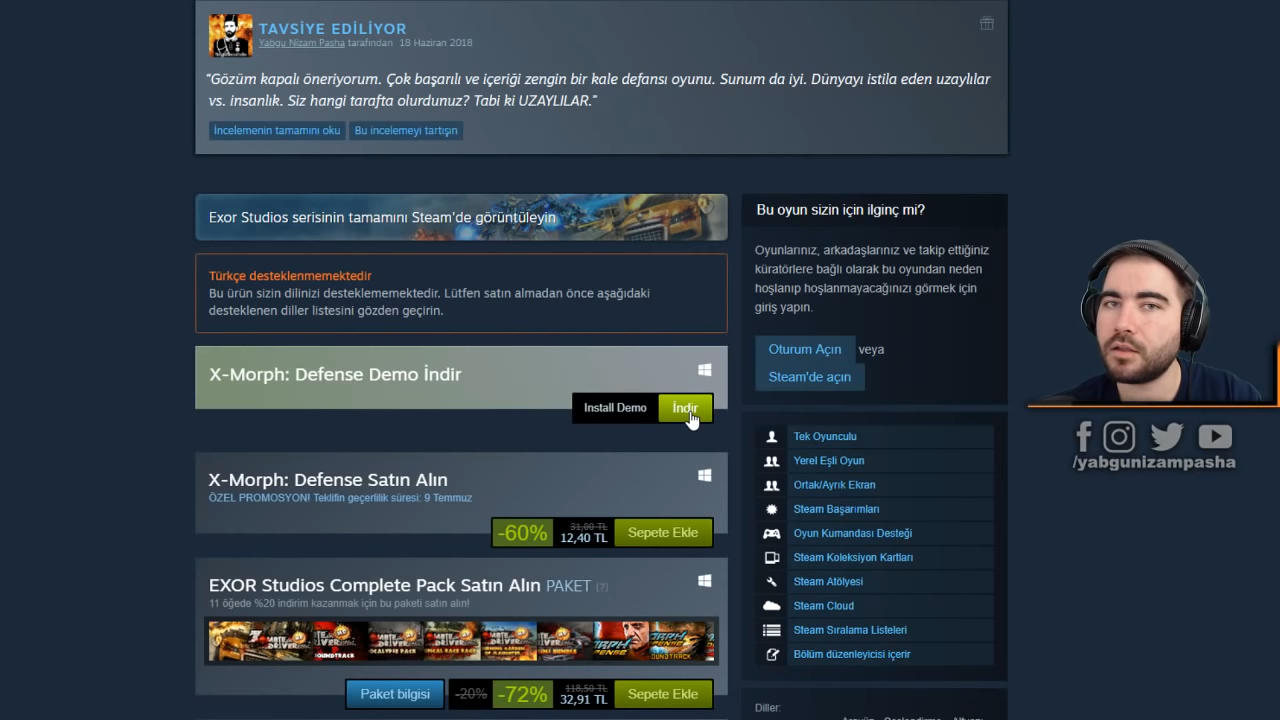 TAVSİYE EDİLİYOR
Yabgu Nizam Pasha tarafından 18 Haziran 2018
"Gözüm kapalı öneriyorum. Çok başarılı ve içeriği zengin bir kale defansı oyunu. Sunum da iyi. Dünyayı istila eden uzaylılar
vs. insanlık. Siz hangi tarafta olurdunuz? Tabi ki UZAYLILAR."
İncelemenin tamamını oku Bu incelemeyi tartışın
Exor Studios serisinin tamamını Steam'de görüntüleyin
Türkçe desteklenmemektedir
Bu ürün sizin dilinizi desteklememektedir. Lütfen satın almadan önce aşağıdaki
desteklenen diller listesini gözden geçirin.
X-Morph: Defense Demo İndir
Install Demo İndir
X-Morph: Defense Satın Alın
ÖZEL PROMOSYON! Teklifin geçerlilik süresi: 9 Temmuz
-60% 31,00 TL 12,40 TL Sepete Ekle
EXOR Studios Complete Pack Satın Alın PAKET (?)
11 öğede %20 indirim kazanmak için bu paketi satın alın!
Paket bilgisi -20% -72% 118,50 TL 32,91 TL Sepete Ekle
Bu oyun sizin için ilginç mi?
Oyunlarınız, arkadaşlarınız ve takip ettiğiniz
küratörlere bağlı olarak bu oyundan neden
hoşlanıp hoşlanmayacağınızı görmek için
giriş yapın.
Oturum Açın veya
Steam'de açın
Tek Oyunculu
Yerel Eşli Oyun
Ortak/Ayrık Ekran
Steam Başarımları
Oyun Kumandası Desteği
Steam Koleksiyon Kartları
Steam Atölyesi
Steam Cloud
Steam Sıralama Listeleri
Bölüm düzenleyicisi içerir
Diller:
/yabgunizampasha